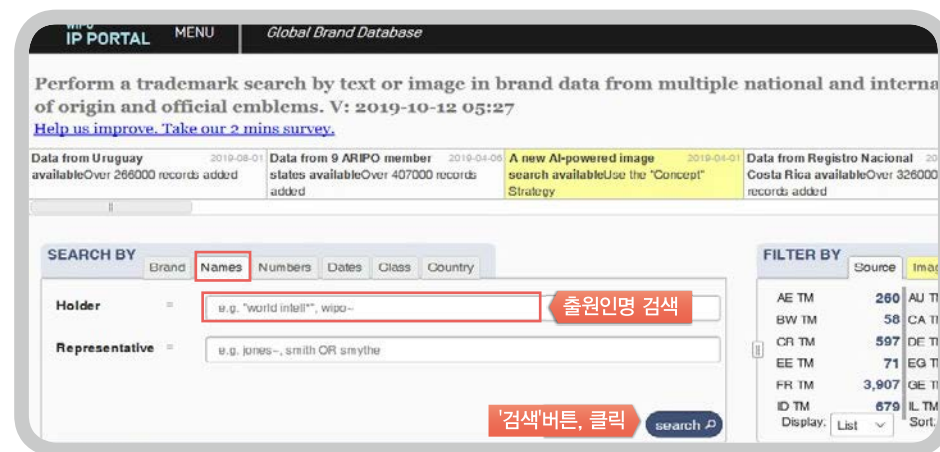 IP PORTAL MENU Global Brand Database
Perform a trademark search by text or image in brand data from multiple national and interna
of origin and official emblems. V: 2019-10-12 05:27
Help us improve. Take our 2 mins survey.
Data from Uruguay 2019-08-01 Data from 9 ARIPO member 2019-04-06 A new AI-powered image 2019-04-01 Data from Registro Nacional 20
availableOver 266000 records added states availableOver 407000 records search availableUse the "Concept" Costa Rica availableOver 326000
added Strategy records added
SEARCH BY Brand Names Numbers Dates Class Country
FILTER BY Source Imag
Holder = e.g. "world intell*", wipo~ 출원인명 검색
Representative = e.g. jones~, smith OR smythe
'검색'버튼, 클릭 search
AE TM 260 AU T
BW TM 58 CA T
CR TM 597 DE T
EE TM 71 EG T
FR TM 3,907 GE T
ID TM 679 IL TM
Display: List Sort: